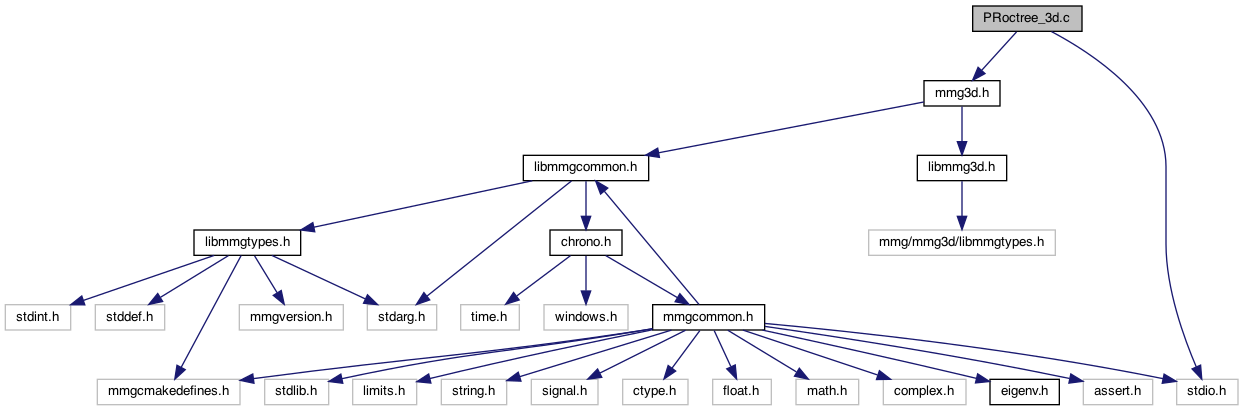 PRoctree_3d.c
mmg3d.h
libmmgcommon.h
libmmg3d.h
libmmgtypes.h
chrono.h
mmg/mmg3d/libmmgtypes.h
stdint.h
stddef.h
mmgversion.h
stdarg.h
time.h
windows.h
mmgcommon.h
mmgcmakedefines.h
stdlib.h
limits.h
string.h
signal.h
ctype.h
float.h
math.h
complex.h
eigenv.h
assert.h
stdio.h